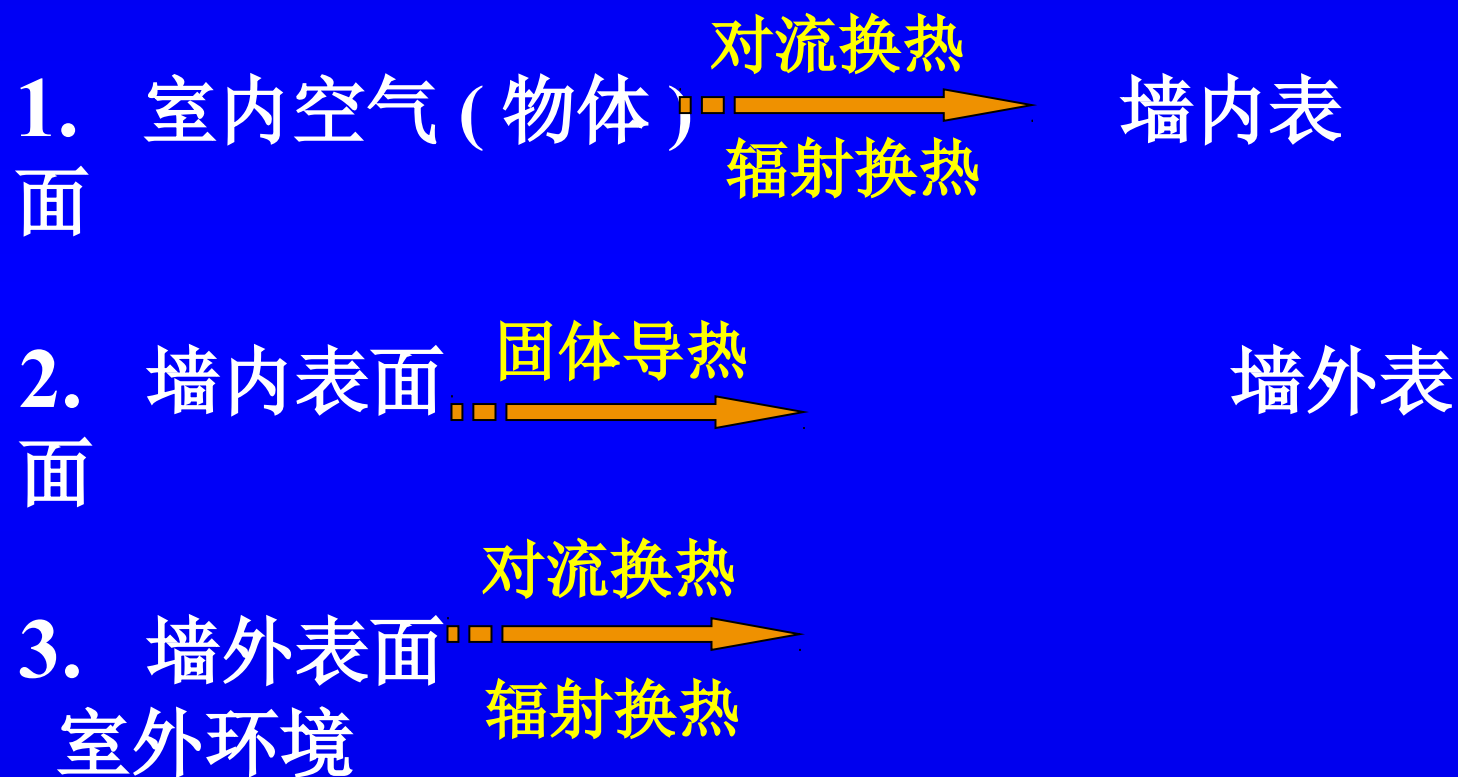 对流换热
1. 室内空气 ( 物体 ) 墙内表
辐射换热
面
固体导热
2. 墙内表面 墙外表
面
对流换热
3. 墙外表面
辐射换热
室外环境